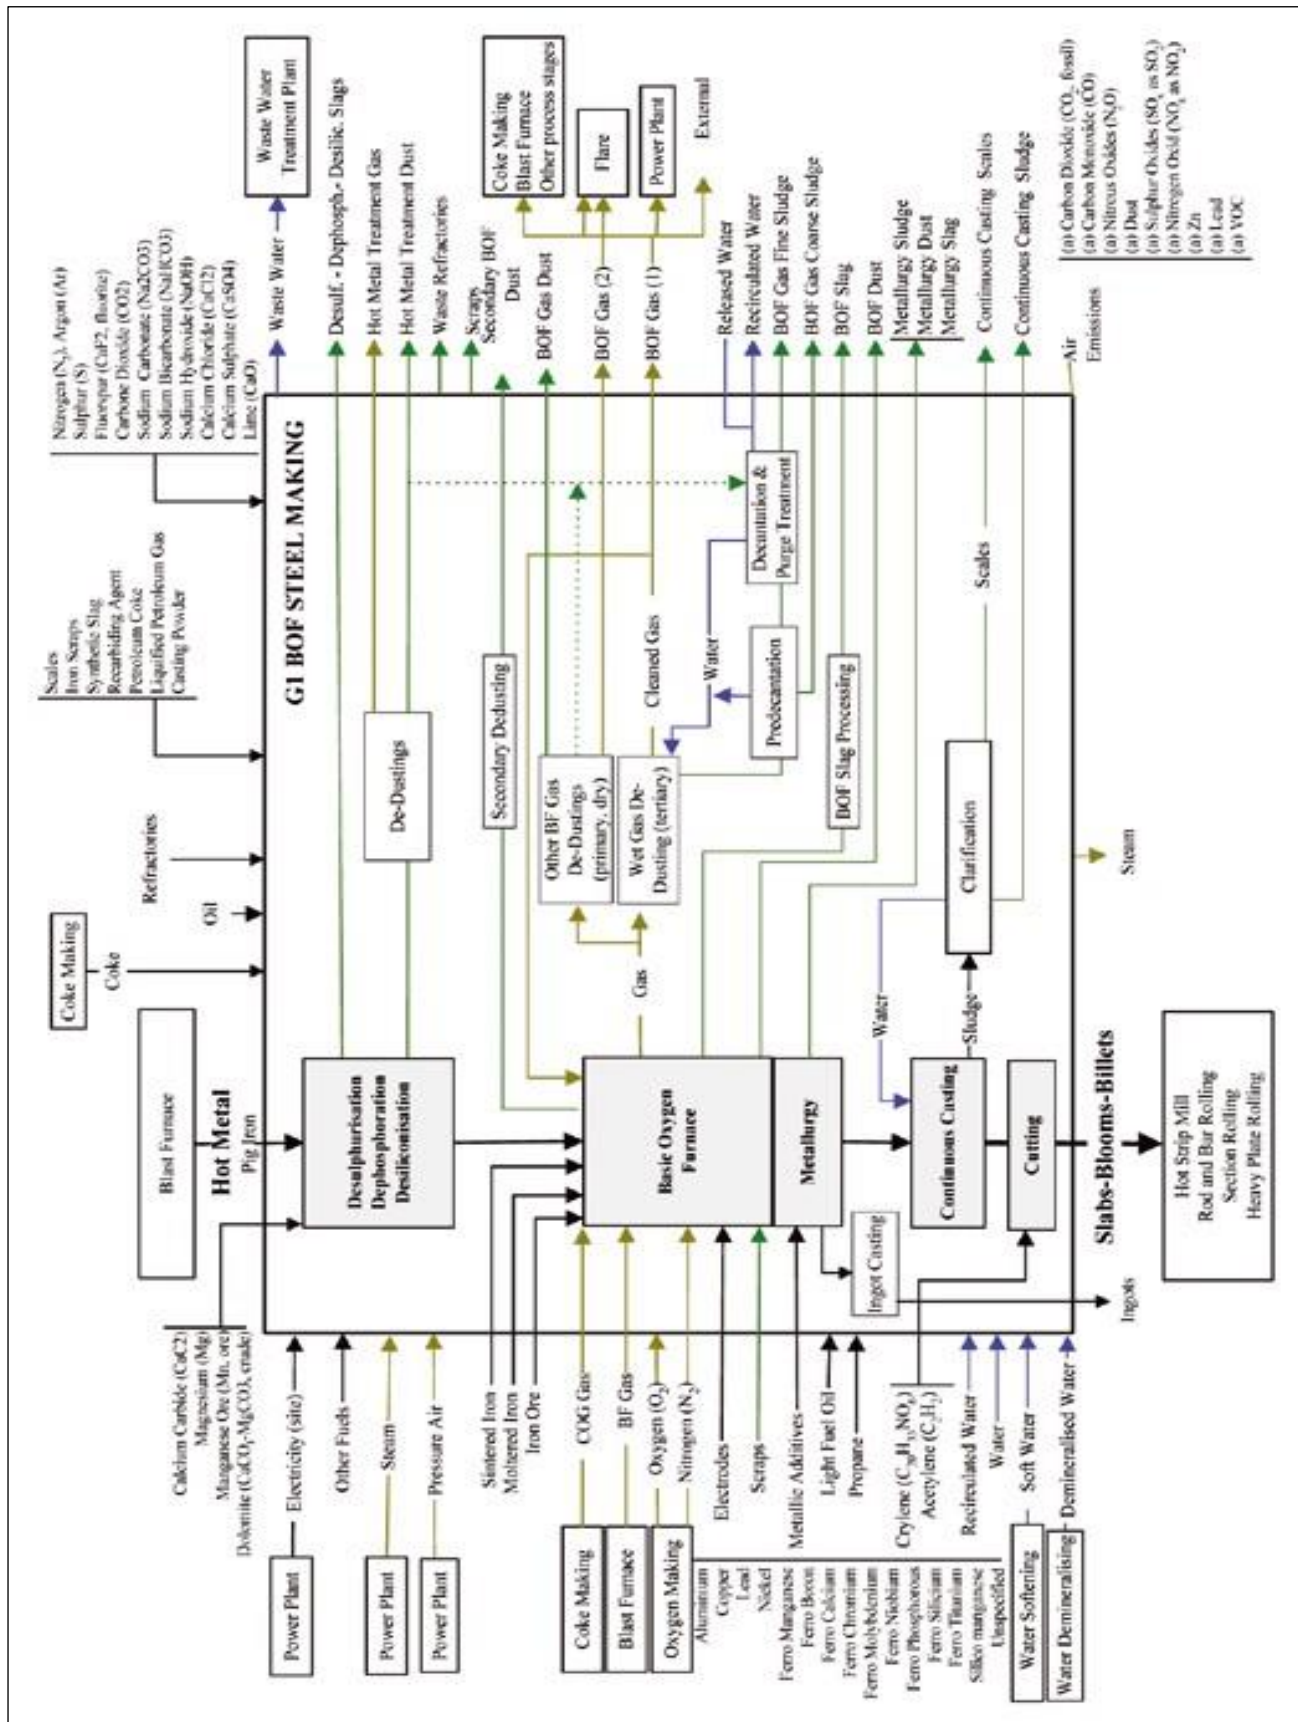 Calcium Carbide (CaC2)
Magnesium (Mg)
Manganese Ore (Mn, ore)
Dolomite (CaCO3-MgCO3, crude)
Blast Furnace
Hot Metal
Pig Iron
Coke Making
Coke
Oil
Refractories
Scales
Iron Scraps
Synthetic Slag
Recarbiding Agent
Petroleum Coke
Liquified Petroleum Gas
Casting Powder
Nitrogen (N2), Argon (Ar)
Sulphur (S)
Fluorspar (CaF2, fluorite)
Carbone Dioxide (CO2)
Sodium Carbonate (Na2CO3)
Sodium Bicarbonate (NaHCO3)
Sodium Hydroxide (NaOH)
Calcium Chloride (CaCl2)
Calcium Sulphate (CaSO4)
Lime (CaO)
G1 BOF STEEL MAKING
Power Plant
Electricity (site)
Other Fuels
Power Plant
Steam
Power Plant
Pressure Air
Sintered Iron
Moltered Iron
Iron Ore
Coke Making
COG Gas
Blast Furnace
BF Gas
Oxygen Making
Oxygen (O2)
Nitrogen (N2)
Electrodes
Scraps
Metallic Additives
Aluminium
Copper
Lead
Nickel
Ferro Manganese
Ferro Boron
Ferro Calcium
Ferro Chromium
Ferro Molybdenium
Ferro Niobium
Ferro Phosphorous
Ferro Silicium
Ferro Titanium
Silico manganese
Unspecified
Light Fuel Oil
Propane
Acetylene (C2H2)
Recirculated Water
Water
Water Softening
Soft Water
Water Demineralising
Demineralised Water
Desulphurisation
Dephosphoration
Desiliconisation
De-Dustings
Secondary Dedusting
Basic Oxygen
Furnace
Gas
Other BF Gas
De-Dustings
(primary, dry)
Wet Gas De-
Dusting (tertiary)
Cleaned Gas
Water
Predecantation
Decantation &
Purge Treatment
BOF Slag Processing
Metallurgy
Ingot Casting
Ingots
Continuous Casting
Water
Sludge
Clarification
Scales
Cutting
Slabs-Blooms-Billets
Hot Strip Mill
Rod and Bar Rolling
Section Rolling
Heavy Plate Rolling
Steam
Waste Water
Waste Water
Treatment Plant
Desulf. - Dephosph.- Desilic. Slags
Hot Metal Treatment Gas
Hot Metal Treatment Dust
Waste Refractories
Scraps
Secondary BOF
Dust
BOF Gas Dust
BOF Gas (2)
BOF Gas (1)
Coke Making
Blast Furnace
Other process stages
Flare
Power Plant
External
Released Water
Recirculated Water
BOF Gas Fine Sludge
BOF Gas Coarse Sludge
BOF Slag
BOF Dust
Metallurgy Sludge
Metallurgy Dust
Metallurgy Slag
Continuous Casting Scales
Continuous Casting Sludge
Air
Emissions
(a) Carbon Dioxide (CO2, fossil)
(a) Carbon Monoxide (CO)
(a) Nitrous Oxides (N2O)
(a) Dust
(a) Sulphur Oxides (SOx as SO2)
(a) Nitrogen Oxid (NOx as NO2)
(a) Zn
(a) Lead
(a) VOC